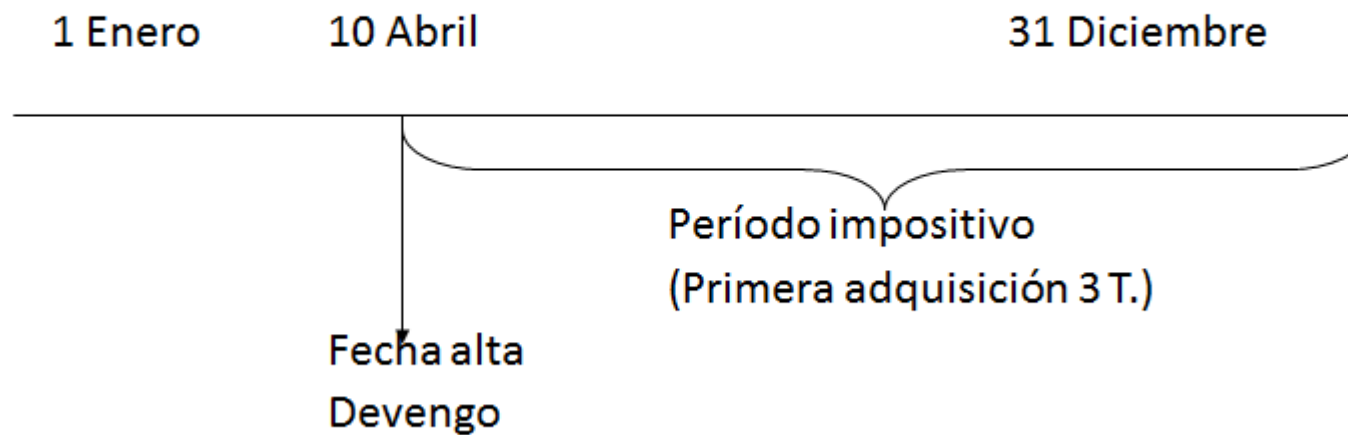 1 Enero 10 Abril 31 Diciembre
Período impositivo
(Primera adquisición 3 T.)
Fecha alta
Devengo